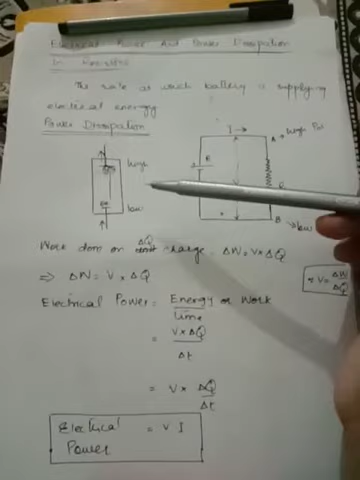 Electrical Power And Power Dissipation
In Resistors
The rate at which battery is supplying
electrical energy
Power Dissipation
I → A + high Pot
high
E
R
low
B → low
ΔQ
Work done on charge = ΔW = V × ΔQ
⇒ ΔW = V × ΔQ
∴ V = ΔW/ΔQ
Electrical Power = Energy or Work
time
= V × ΔQ
Δt
= V × ΔQ
Δt
Electrical = V I
Power